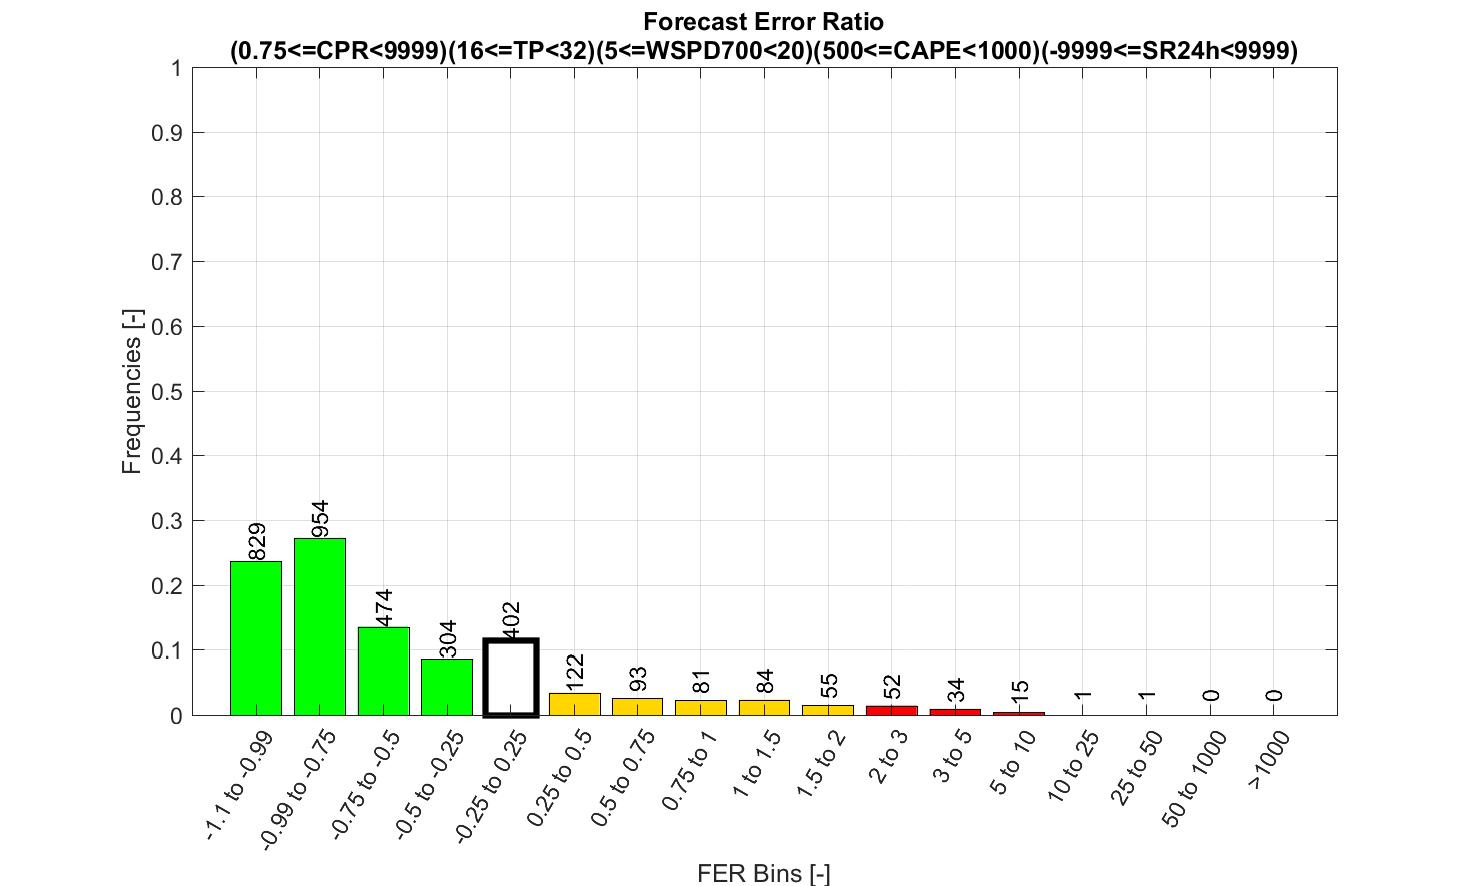 Forecast Error Ratio
(0.75<=CPR<9999)(16<=TP<32)(5<=WSPD700<20)(500<=CAPE<1000)(-9999<=SR24h<9999)
1
0.9
0.8
0.7
0.6
0.5
0.4
0.3
0.2
0.1
0
Frequencies [-]
829
954
474
304
402
122
93
81
84
55
52
34
15
1
1
0
0
-1.1 to -0.99
-0.99 to -0.75
-0.75 to -0.5
-0.5 to -0.25
-0.25 to 0.25
0.25 to 0.5
0.5 to 0.75
0.75 to 1
1 to 1.5
1.5 to 2
2 to 3
3 to 5
5 to 10
10 to 25
25 to 50
50 to 1000
>1000
FER Bins [-]